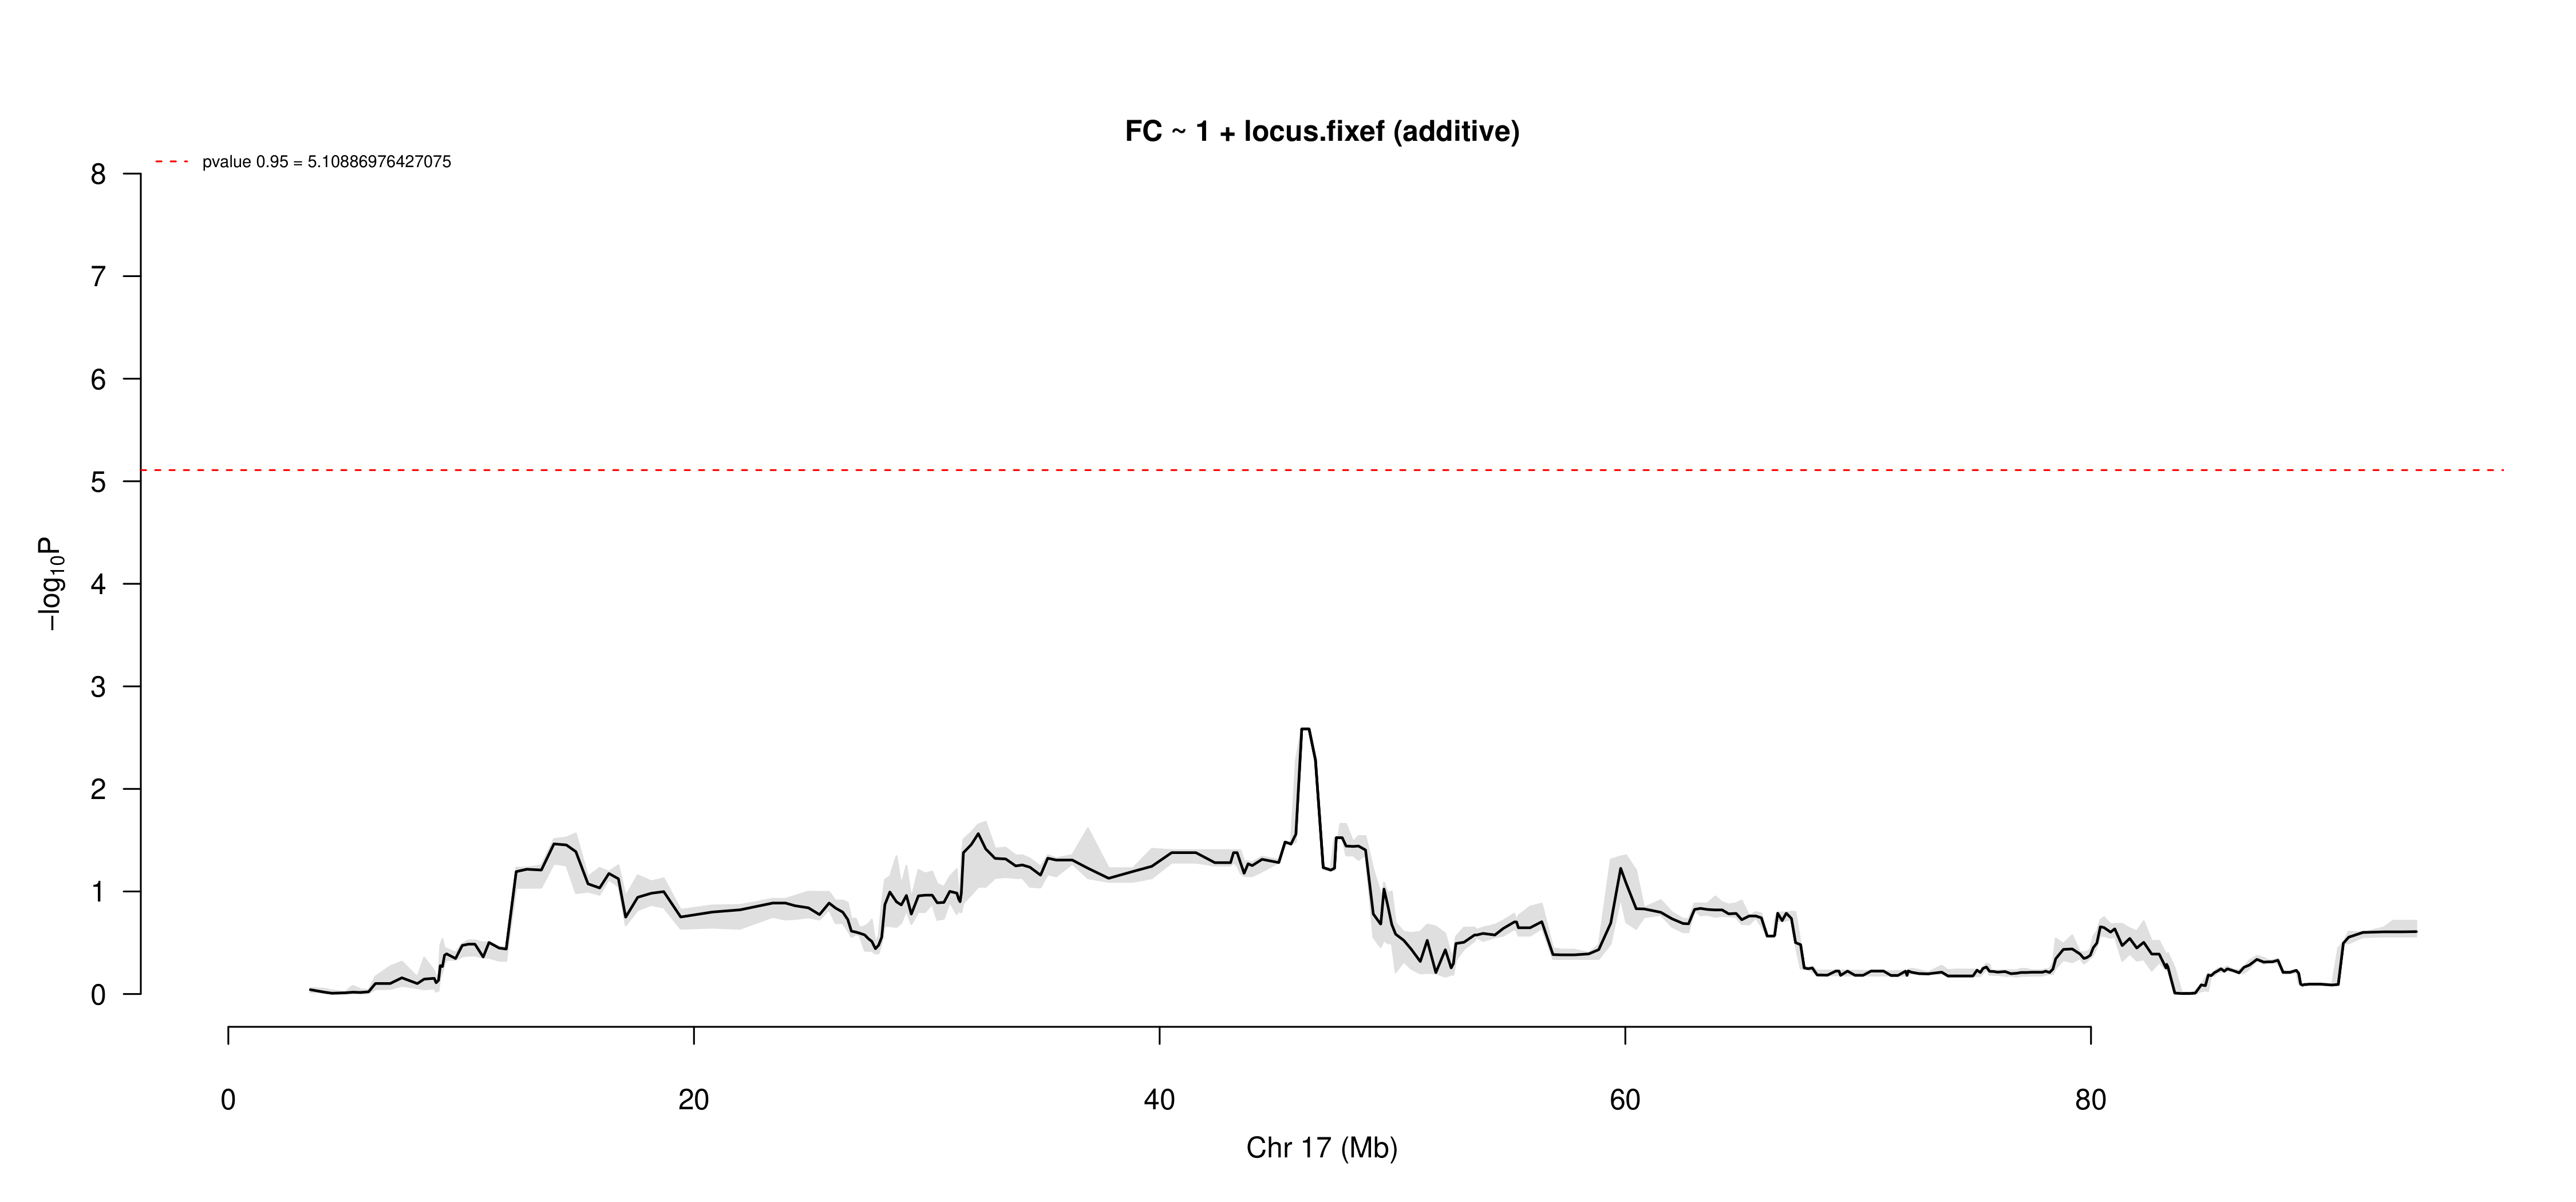 FC ~ 1 + locus.fixef (additive)
pvalue 0.95 = 5.10886976427075
8
7
6
5
4
3
2
1
0
−log10P
0 20 40 60 80
Chr 17 (Mb)